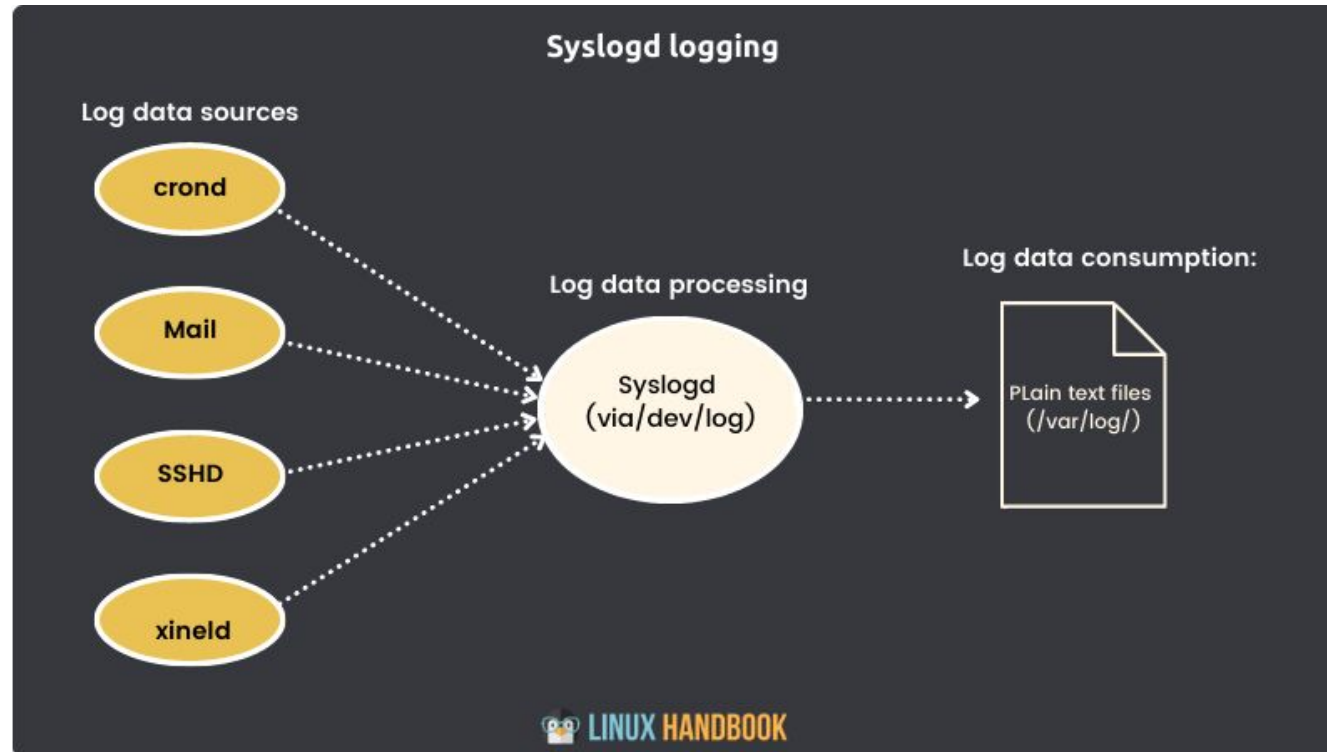 Syslogd logging
Log data sources
crond
Mail
SSHD
xineld
Log data processing
Syslogd
(via/dev/log)
Log data consumption:
PLain text files
(/var/log/)
LINUX HANDBOOK